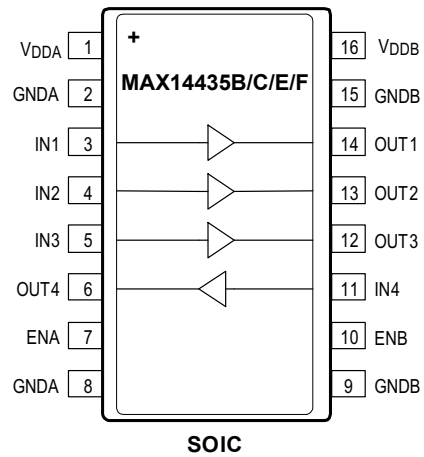 VDDA 1 + 16 VDDB
MAX14435B/C/E/F
GNDA 2 15 GNDB
IN1 3 14 OUT1
IN2 4 13 OUT2
IN3 5 12 OUT3
OUT4 6 11 IN4
ENA 7 10 ENB
GNDA 8 9 GNDB
SOIC